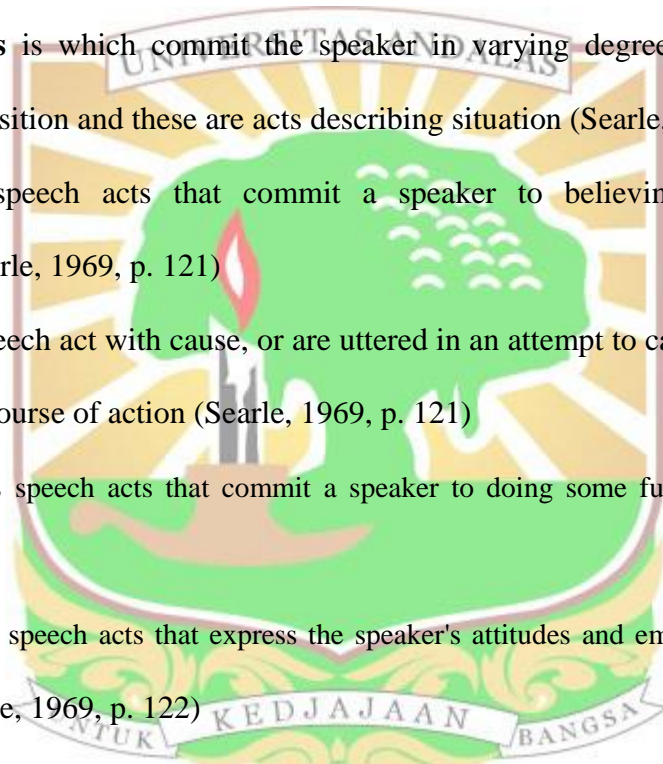 UNIVERSITAS ANDALAS
s is which commit the speaker in varying degree
sition and these are acts describing situation (Searle,
speech acts that commit a speaker to believin
rle, 1969, p. 121)
eech act with cause, or are uttered in an attempt to ca
ourse of action (Searle, 1969, p. 121)
s speech acts that commit a speaker to doing some fu
speech acts that express the speaker's attitudes and em
e, 1969, p. 122)
NTUK KEDJAJAAN BANGSA